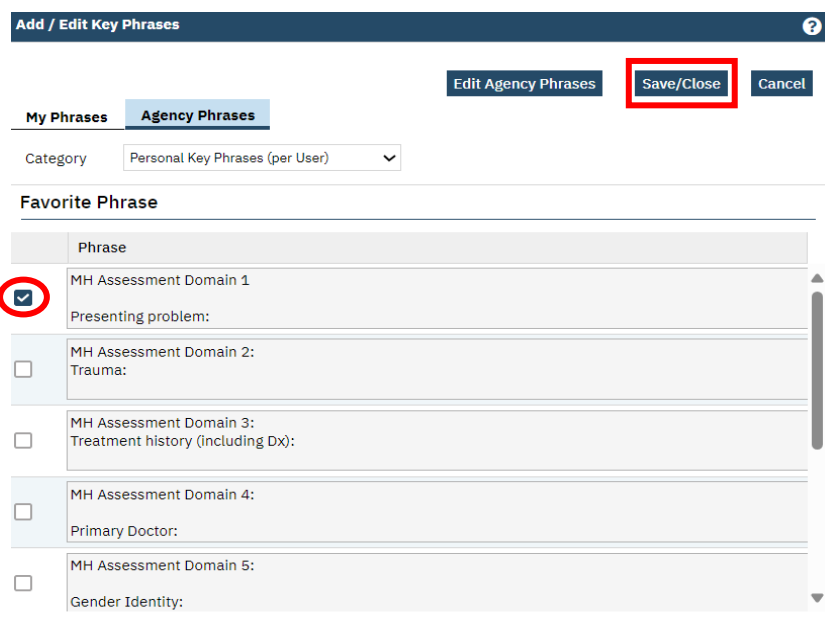 Add / Edit Key Phrases ?
Edit Agency Phrases Save/Close Cancel
My Phrases Agency Phrases
Category Personal Key Phrases (per User)
Favorite Phrase
Phrase
MH Assessment Domain 1
Presenting problem:
MH Assessment Domain 2:
Trauma:
MH Assessment Domain 3:
Treatment history (including Dx):
MH Assessment Domain 4:
Primary Doctor:
MH Assessment Domain 5:
Gender Identity: